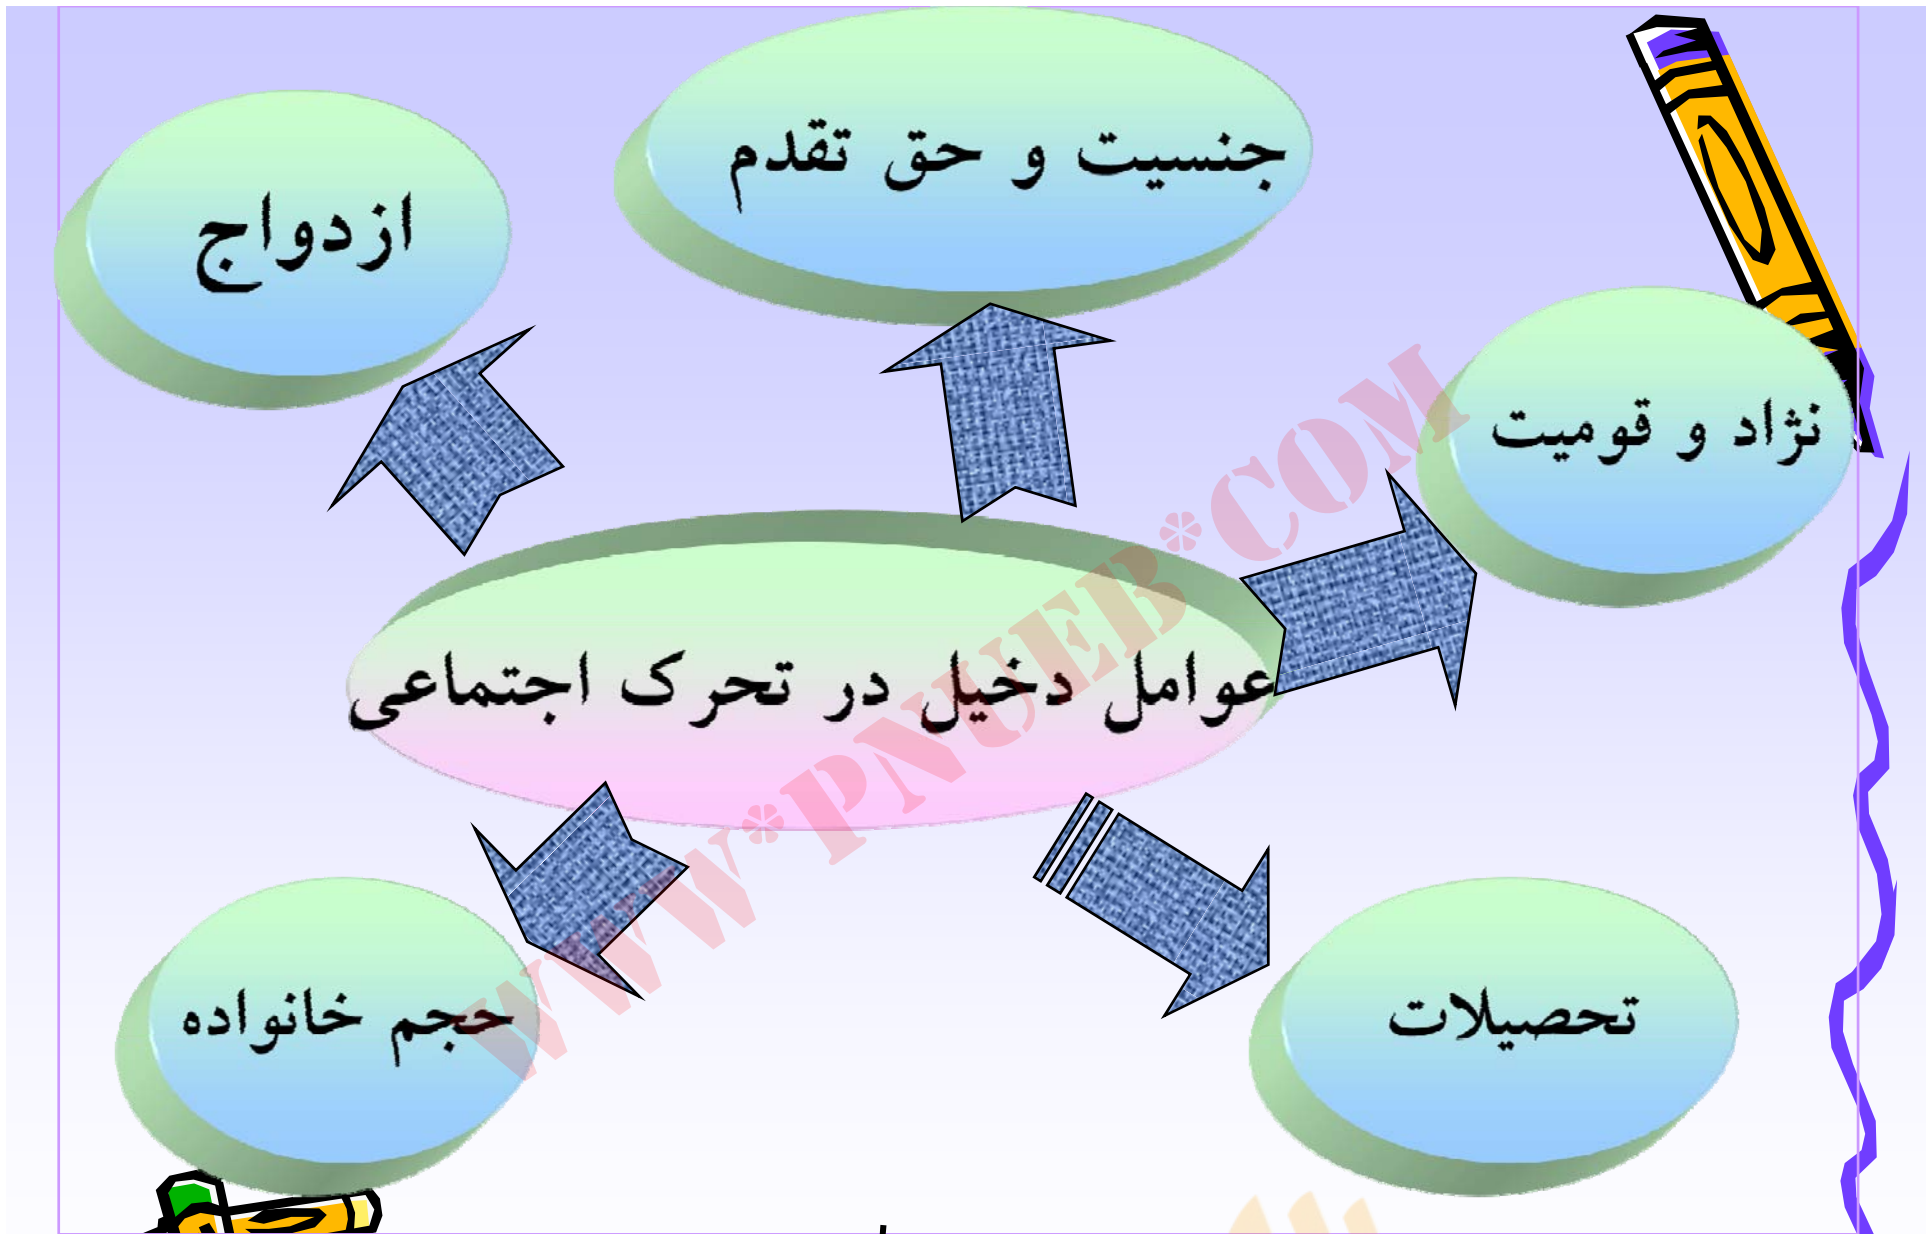 جنسیت و حق تقدم
ازدواج
نژاد و قومیت
عوامل دخیل در تحرک اجتماعی
تحصیلات
حجم خانواده
WWW*PNUEB*COM